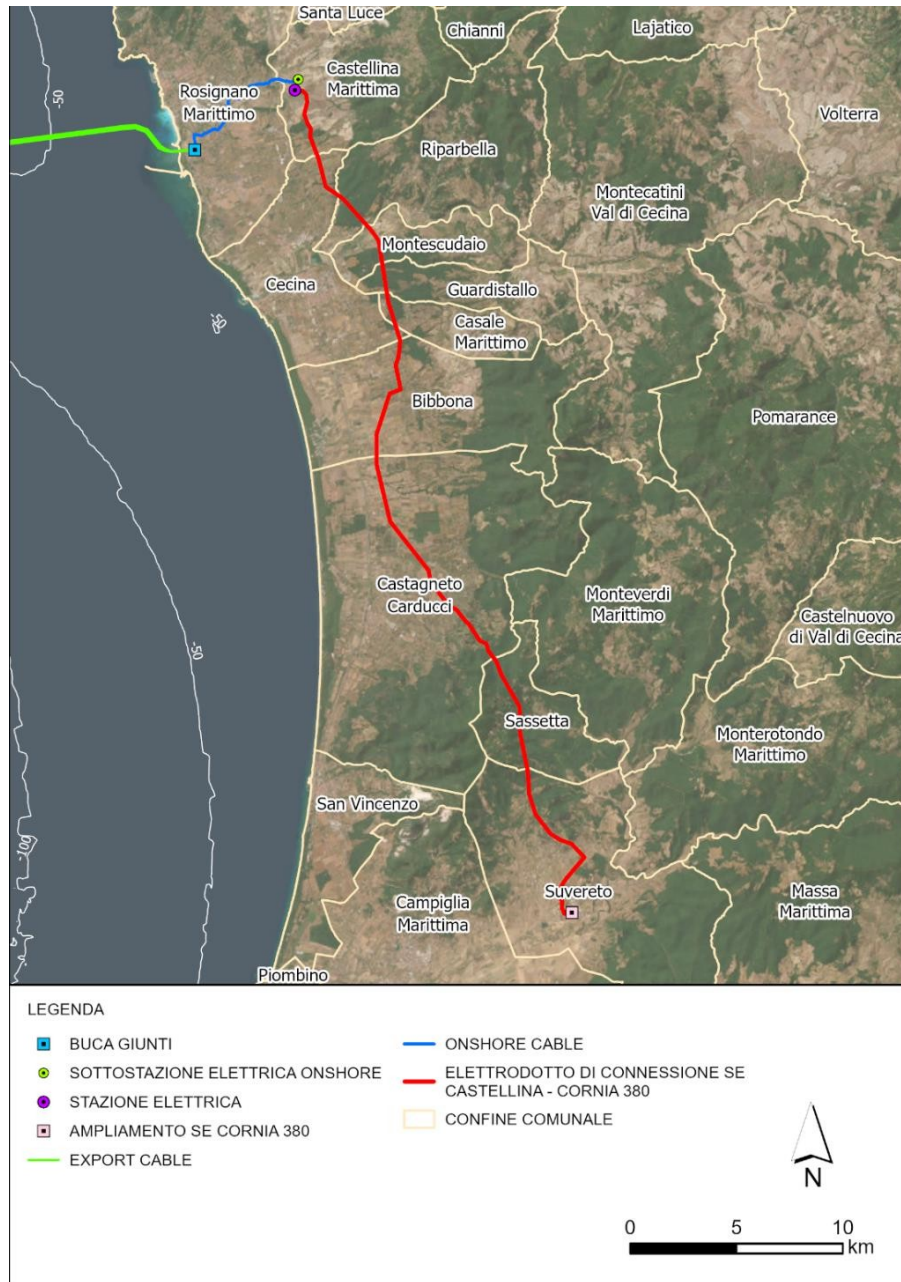 Santa Luce
Chianni
Lajatico
-50
Castellina
Marittima
Rosignano
Marittimo
-50
Volterra
Riparbella
Montecatini
Val di Cecina
Montescudaio
Cecina
Guardistallo
-50
Casale
Marittimo
Bibbona
Pomarance
Castagneto
Carducci
Monteverdi
Marittimo
Castelnuovo
di Val di Cecina
-50
Sassetta
Monterotondo
Marittimo
San Vincenzo
-100
Suvereto
Campiglia
Marittima
Massa
Marittima
Piombino
LEGENDA
BUCA GIUNTI
SOTTOSTAZIONE ELETTRICA ONSHORE
STAZIONE ELETTRICA
AMPLIAMENTO SE CORNIA 380
EXPORT CABLE
ONSHORE CABLE
ELETTRODOTTO DI CONNESSIONE SE
CASTELLINA - CORNIA 380
CONFINE COMUNALE
N
0 5 10
km